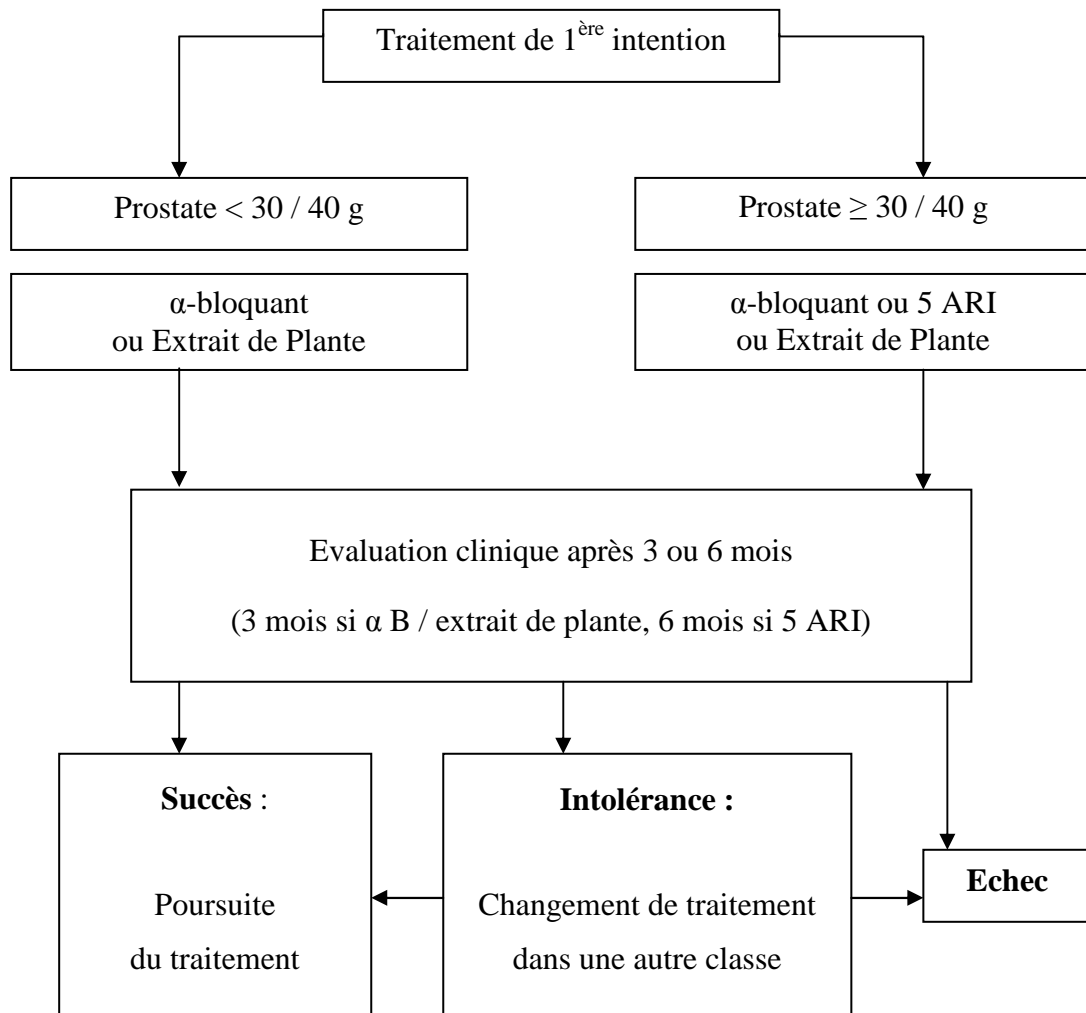 Traitement de 1ère intention
Prostate < 30 / 40 g
Prostate ≥ 30 / 40 g
α-bloquant
ou Extrait de Plante
α-bloquant ou 5 ARI
ou Extrait de Plante
Evaluation clinique après 3 ou 6 mois
(3 mois si α B / extrait de plante, 6 mois si 5 ARI)
Succès :
Poursuite
du traitement
Intolérance :
Changement de traitement
dans une autre classe
Echec